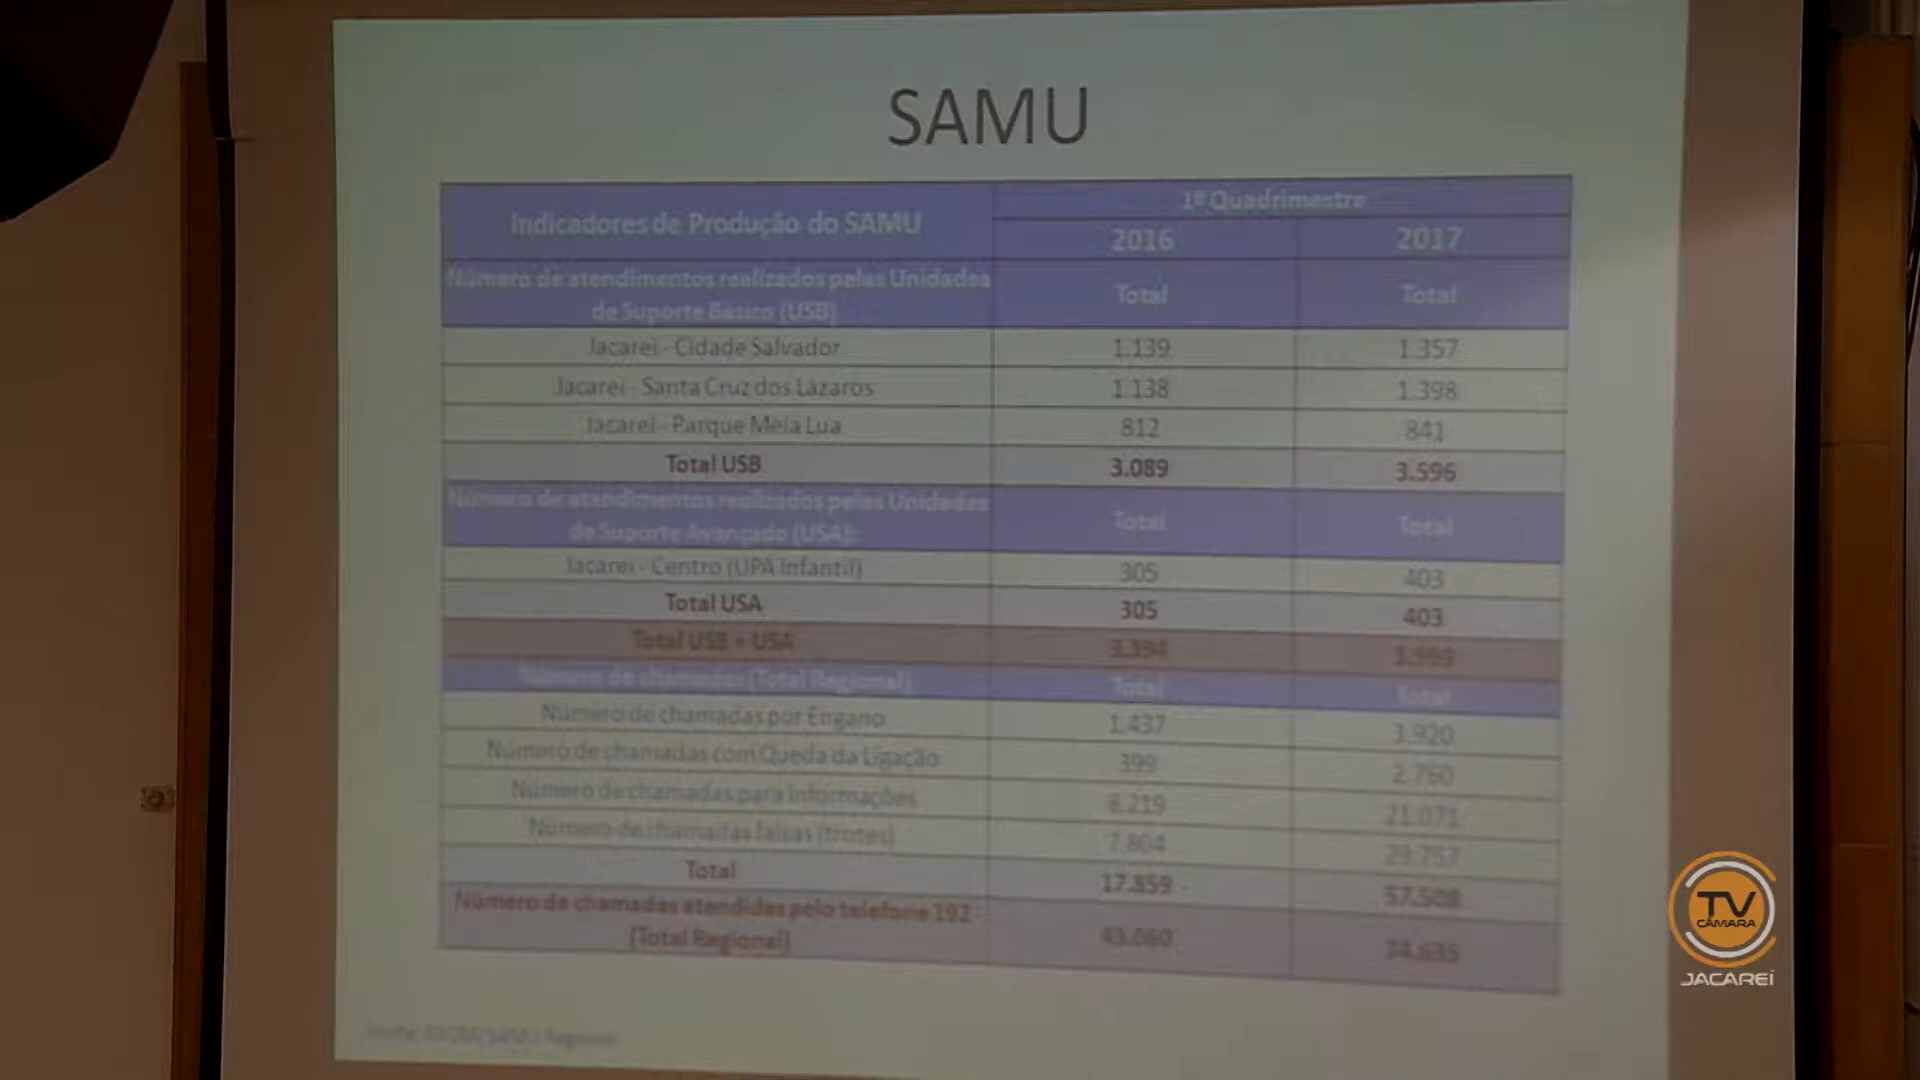 SAMU
Indicadores de Produção do SAMU
1º Quadrimestre
2016 2017
Número de atendimentos realizados pelas Unidades
de Suporte Básico (USB)
Total Total
Jacareí - Cidade Salvador 1.139 1.357
Jacareí - Santa Cruz dos Lázaros 1.138 1.398
Jacareí - Parque Meia Lua 812 841
Total USB 3.089 3.596
Número de atendimentos realizados pelas Unidades
de Suporte Avançado (USA):
Total Total
Jacareí - Centro (UPA Infantil) 305 403
Total USA 305 403
Total USB + USA 3.394 3.999
Número de chamadas (Total Regional) Total Total
Número de chamadas por Engano 1.437 3.920
Número de chamadas com Queda da Ligação 399 2.760
Número de chamadas para Informações 8.219 21.071
Número de chamadas falsas (trotes) 7.804 29.757
Total 17.859 57.508
Número de chamadas atendidas pelo telefone 192
(Total Regional)
74.635
TV
CÂMARA
JACAREÍ